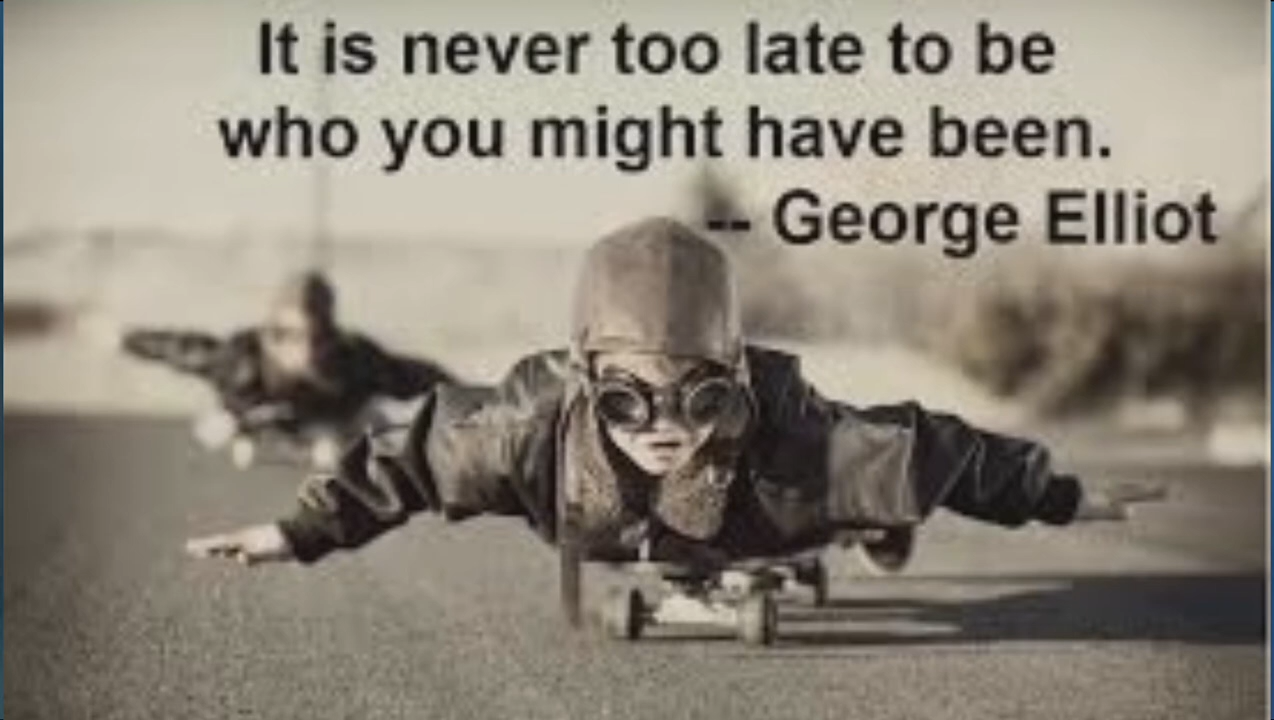 It is never too late to be
who you might have been.
-- George Elliot